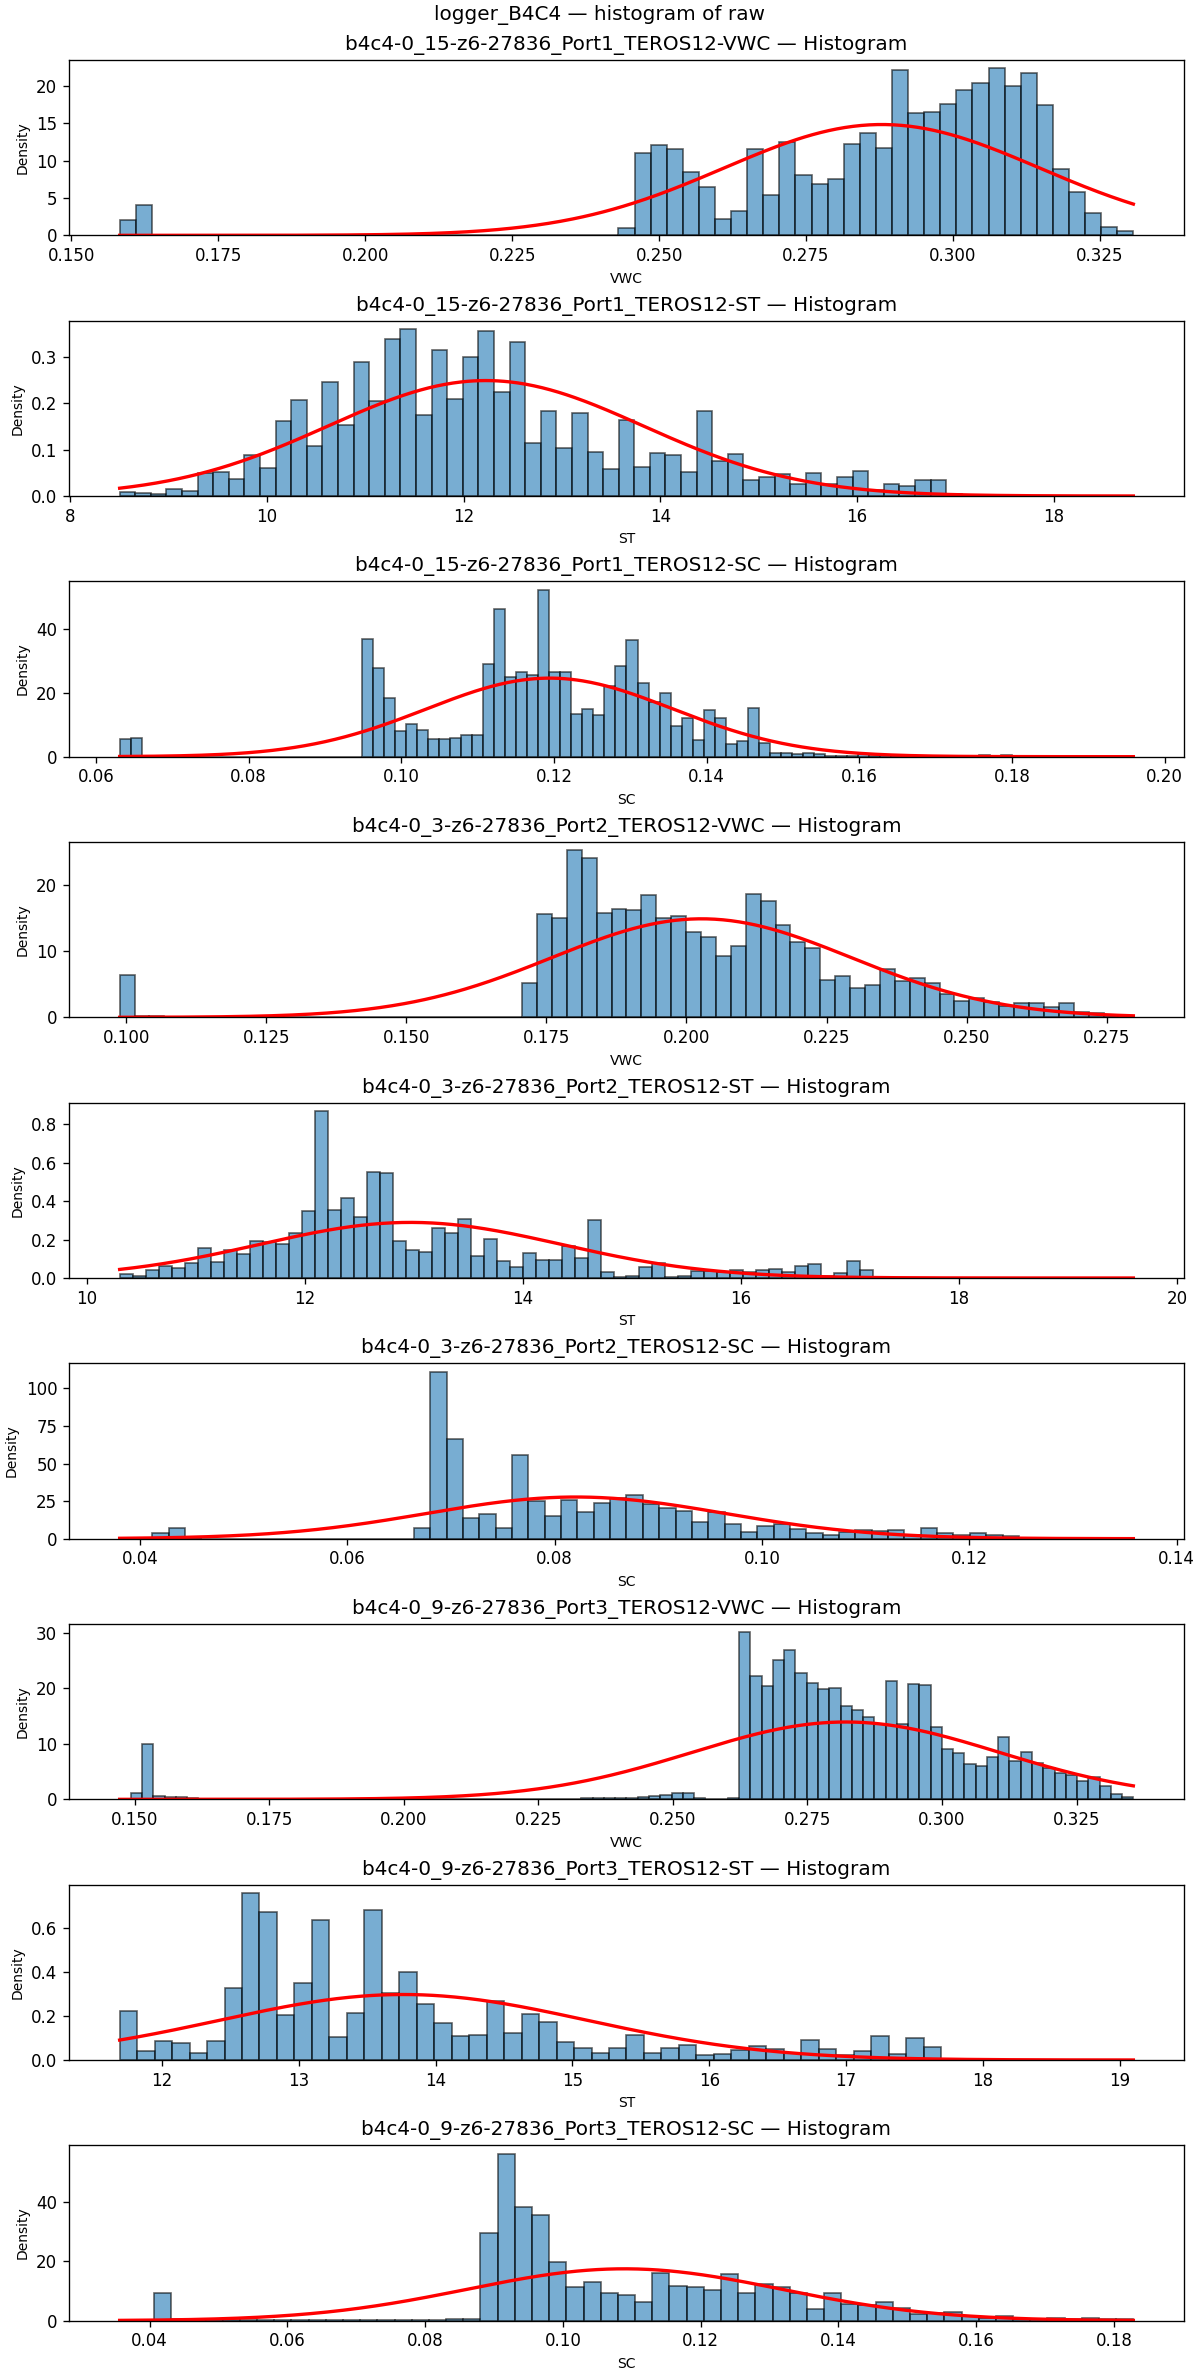 logger_B4C4 — histogram of raw
b4c4-0_15-z6-27836_Port1_TEROS12-VWC — Histogram
Density
20
15
10
5
0
0.150 0.175 0.200 0.225 0.250 0.275 0.300 0.325
VWC
b4c4-0_15-z6-27836_Port1_TEROS12-ST — Histogram
Density
0.3
0.2
0.1
0.0
8 10 12 14 16 18
ST
b4c4-0_15-z6-27836_Port1_TEROS12-SC — Histogram
Density
40
20
0
0.06 0.08 0.10 0.12 0.14 0.16 0.18 0.20
SC
b4c4-0_3-z6-27836_Port2_TEROS12-VWC — Histogram
Density
20
10
0
0.100 0.125 0.150 0.175 0.200 0.225 0.250 0.275
VWC
b4c4-0_3-z6-27836_Port2_TEROS12-ST — Histogram
Density
0.8
0.6
0.4
0.2
0.0
10 12 14 16 18 20
ST
b4c4-0_3-z6-27836_Port2_TEROS12-SC — Histogram
Density
100
75
50
25
0
0.04 0.06 0.08 0.10 0.12 0.14
SC
b4c4-0_9-z6-27836_Port3_TEROS12-VWC — Histogram
Density
30
20
10
0
0.150 0.175 0.200 0.225 0.250 0.275 0.300 0.325
VWC
b4c4-0_9-z6-27836_Port3_TEROS12-ST — Histogram
Density
0.6
0.4
0.2
0.0
12 13 14 15 16 17 18 19
ST
b4c4-0_9-z6-27836_Port3_TEROS12-SC — Histogram
Density
40
20
0
0.04 0.06 0.08 0.10 0.12 0.14 0.16 0.18
SC